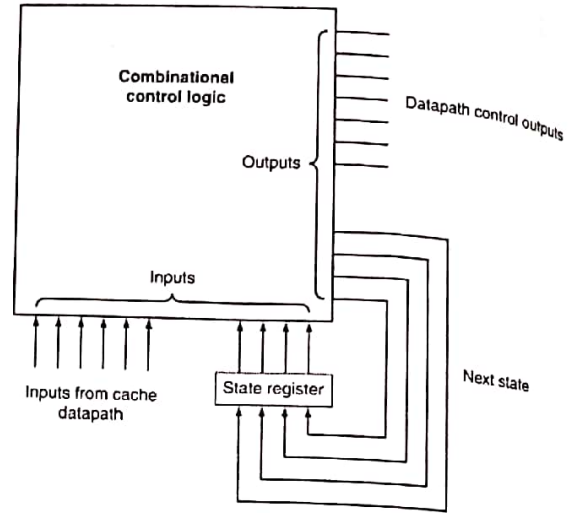 Combinational
control logic
Datapath control outputs
Outputs
Inputs
Inputs from cache
datapath
State register
Next state